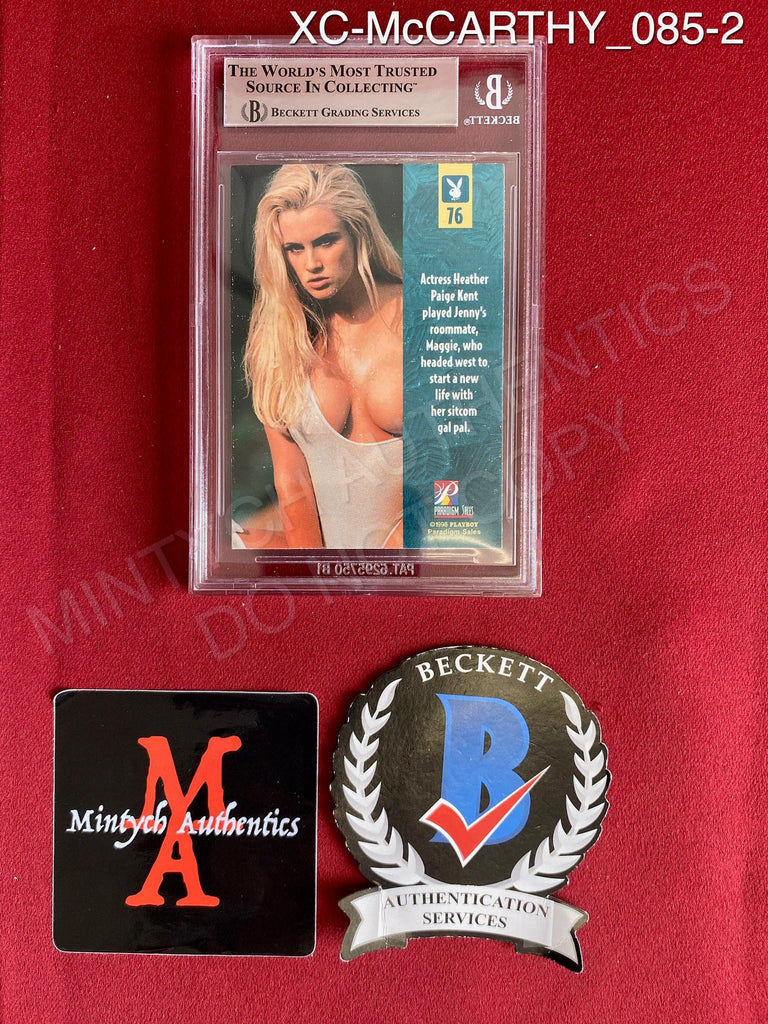 XC-McCARTHY_085-2
THE WORLD'S MOST TRUSTED
SOURCE IN COLLECTING™
B BECKETT GRADING SERVICES
BECKETT®
76
Actress Heather
Paige Kent
played Jenny's
roommate,
Maggie, who
headed west to
start a new
life with
her sitcom
gal pal.
PARADIGM SALES
©1998 PLAYBOY
Paradigm Sales
PAT.6295750 B1
MINTYCH AUTHENTICS
DO NOT COPY
MA
Mintych Authentics
BECKETT
B
AUTHENTICATION
SERVICES